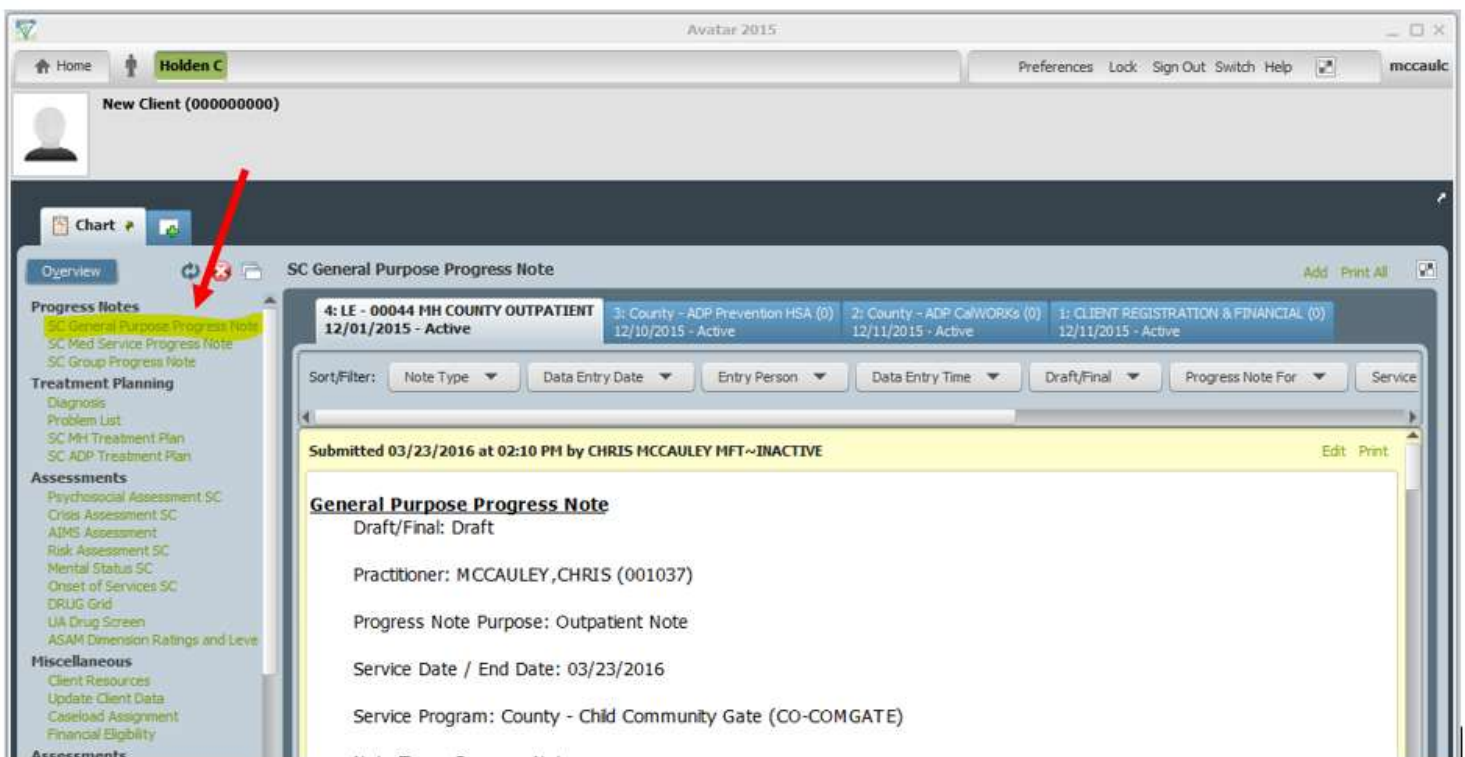 Avatar 2015
Home
Holden C
Preferences Lock Sign Out Switch Help
mccaulc
New Client (000000000)
Chart
Overview
SC General Purpose Progress Note
Add Print All
Progress Notes
SC General Purpose Progress Note
SC Med Service Progress Note
SC Group Progress Note
Treatment Planning
Diagnosis
Problem List
SC MH Treatment Plan
SC ADP Treatment Plan
Assessments
Psychosocial Assessment SC
Crisis Assessment SC
AIMS Assessment
Risk Assessment SC
Mental Status SC
Onset of Services SC
DRUG Grid
UA Drug Screen
ASAM Dimension Ratings and Leve
Miscellaneous
Client Resources
Update Client Data
Caseload Assignment
Financial Eligibility
Assessments
4: LE - 00044 MH COUNTY OUTPATIENT
12/01/2015 - Active
3: County - ADP Prevention HSA (0)
12/10/2015 - Active
2: County - ADP CalWORKs (0)
12/11/2015 - Active
1: CLIENT REGISTRATION & FINANCIAL (0)
12/11/2015 - Active
Sort/Filter: Note Type Data Entry Date Entry Person Data Entry Time Draft/Final Progress Note For Service
Submitted 03/23/2016 at 02:10 PM by CHRIS MCCAULEY MFT~INACTIVE
Edit Print
General Purpose Progress Note
Draft/Final: Draft
Practitioner: MCCAULEY,CHRIS (001037)
Progress Note Purpose: Outpatient Note
Service Date / End Date: 03/23/2016
Service Program: County - Child Community Gate (CO-COMGATE)